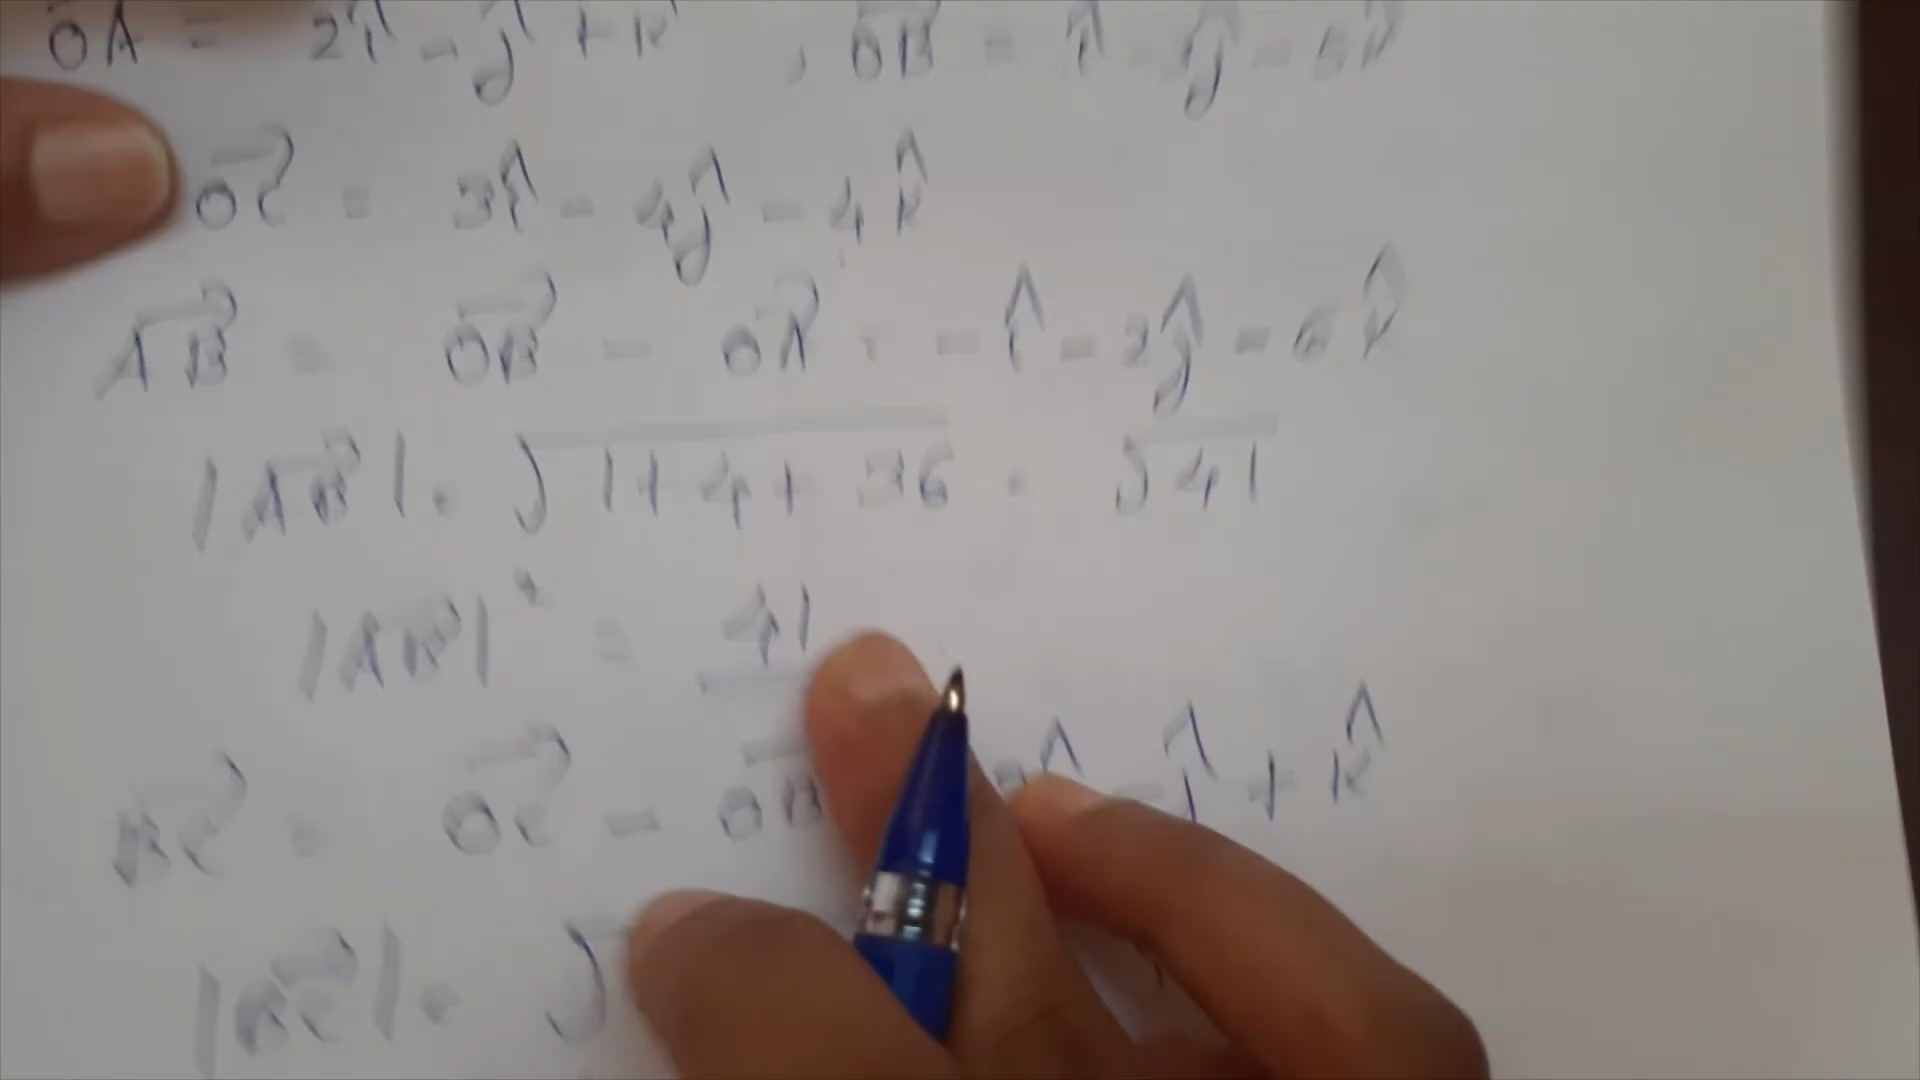 OA = 2î - ĵ + k̂ , OB = î - 3ĵ - 5k̂
OC = 3î - 4ĵ - 4k̂
AB = OB - OA = - î - 2ĵ - 6k̂
|AB| = √1+4+36 = √41
|AB|² = 41
BC = OC - OB 2î - ĵ + k̂
|BC| = √